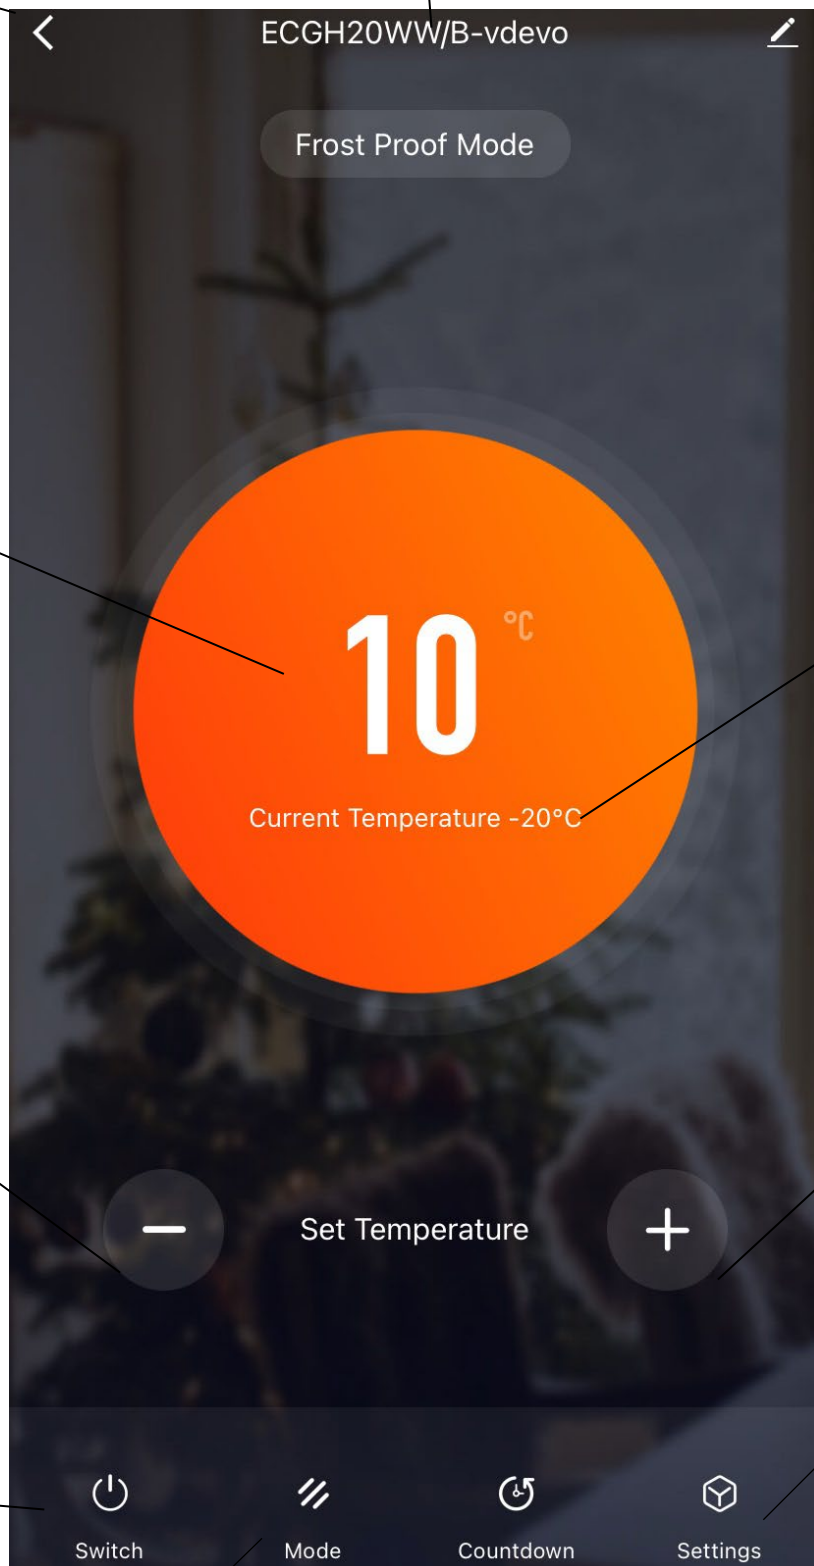 ECGH20WW/B-vdevo
Frost Proof Mode
10 °C
Current Temperature -20°C
Set Temperature
Switch Mode Countdown Settings